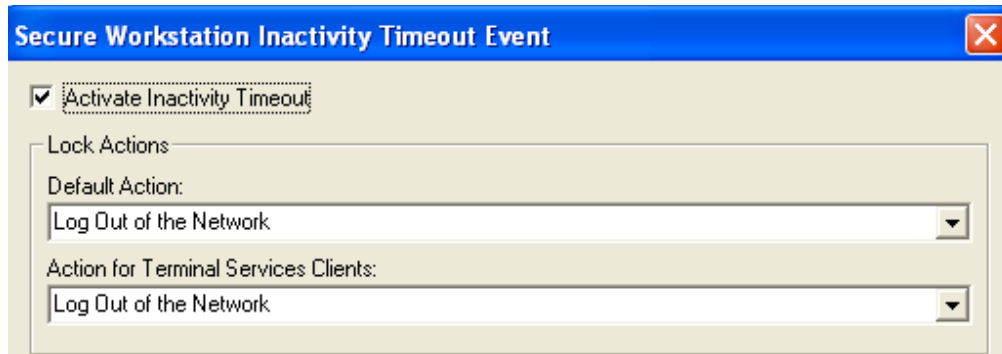 Secure Workstation Inactivity Timeout Event
Activate Inactivity Timeout
Lock Actions
Default Action:
Log Out of the Network
Action for Terminal Services Clients:
Log Out of the Network